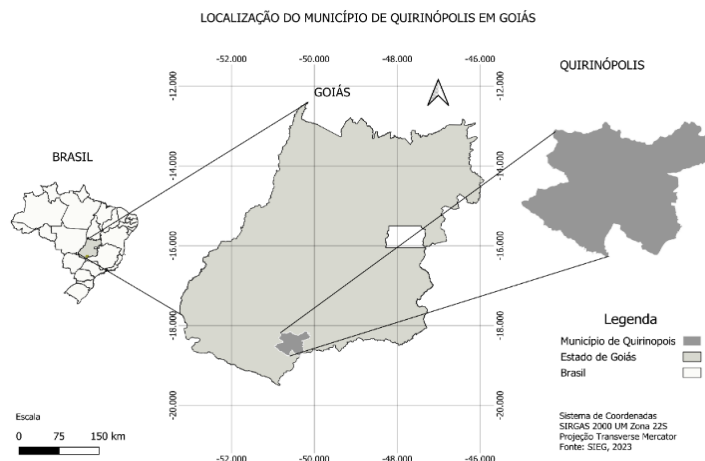 LOCALIZAÇÃO DO MUNICÍPIO DE QUIRINÓPOLIS EM GOIÁS
-52.000 -50.000 -48.000 -46.000
QUIRINÓPOLIS
GOIÁS
BRASIL
-12.000 -12.000
-14.000 -14.000
-16.000 -16.000
-18.000 -18.000
-20.000 -20.000
-52.000 -50.000 -48.000 -46.000
Legenda
Município de Quirinopois
Estado de Goiás
Brasil
Escala
0 75 150 km
Sistema de Coordenadas
SIRGAS 2000 UM Zona 22S
Projeção Transverse Mercator
Fonte: SIEG, 2023